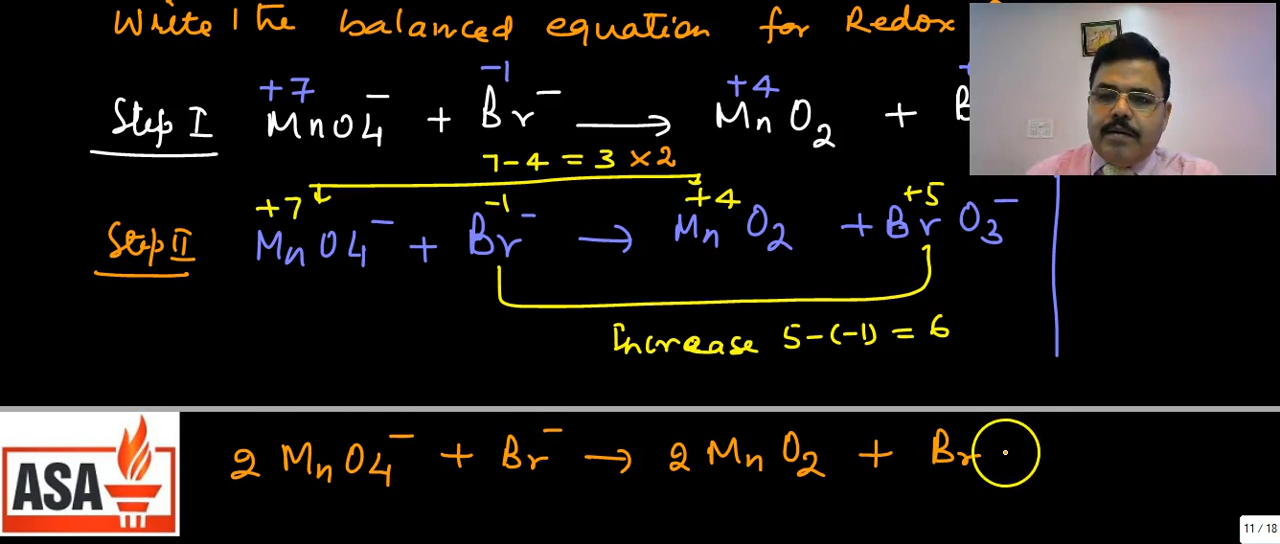 Write the balanced equation for Redox
Step I MnO4⁻ + Br⁻ → MnO2 +
+7 -1 +4
7-4 = 3 ×2
+7 -1 +4 +5
Step II MnO4⁻ + Br⁻ → MnO2 + BrO3⁻
Increase 5-(-1) = 6
2 MnO4⁻ + Br⁻ → 2 MnO2 + Br
ASA
11 / 18